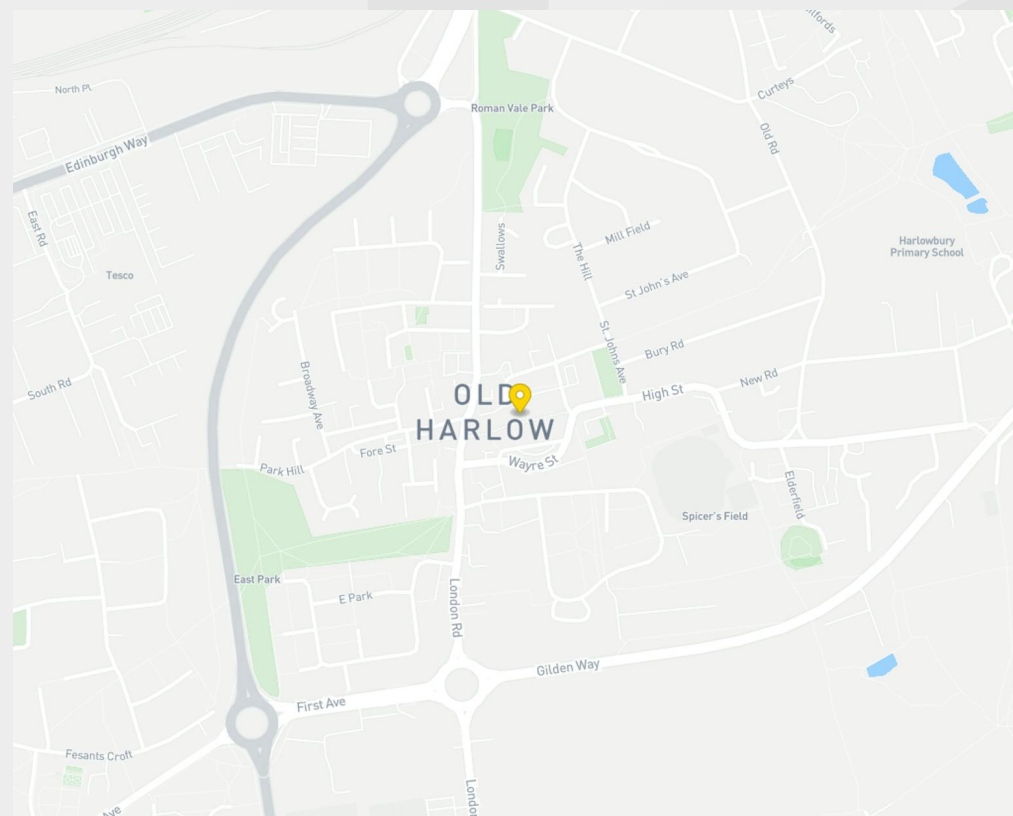 North Pl
Edinburgh Way
East Rd
Tesco
South Rd
Broadway Ave
Roman Vale Park
Swallows
Curteys
Old Rd
Mill Field
The Hill
St John's Ave
St. Johns Ave
Harlowbury
Primary School
Bury Rd
New Rd
High St
OLD
HARLOW
Fore St
Park Hill
Wayre St
Elderfield
Spicer's Field
East Park
E Park
London Rd
Gilden Way
First Ave
Fesants Croft
Ave